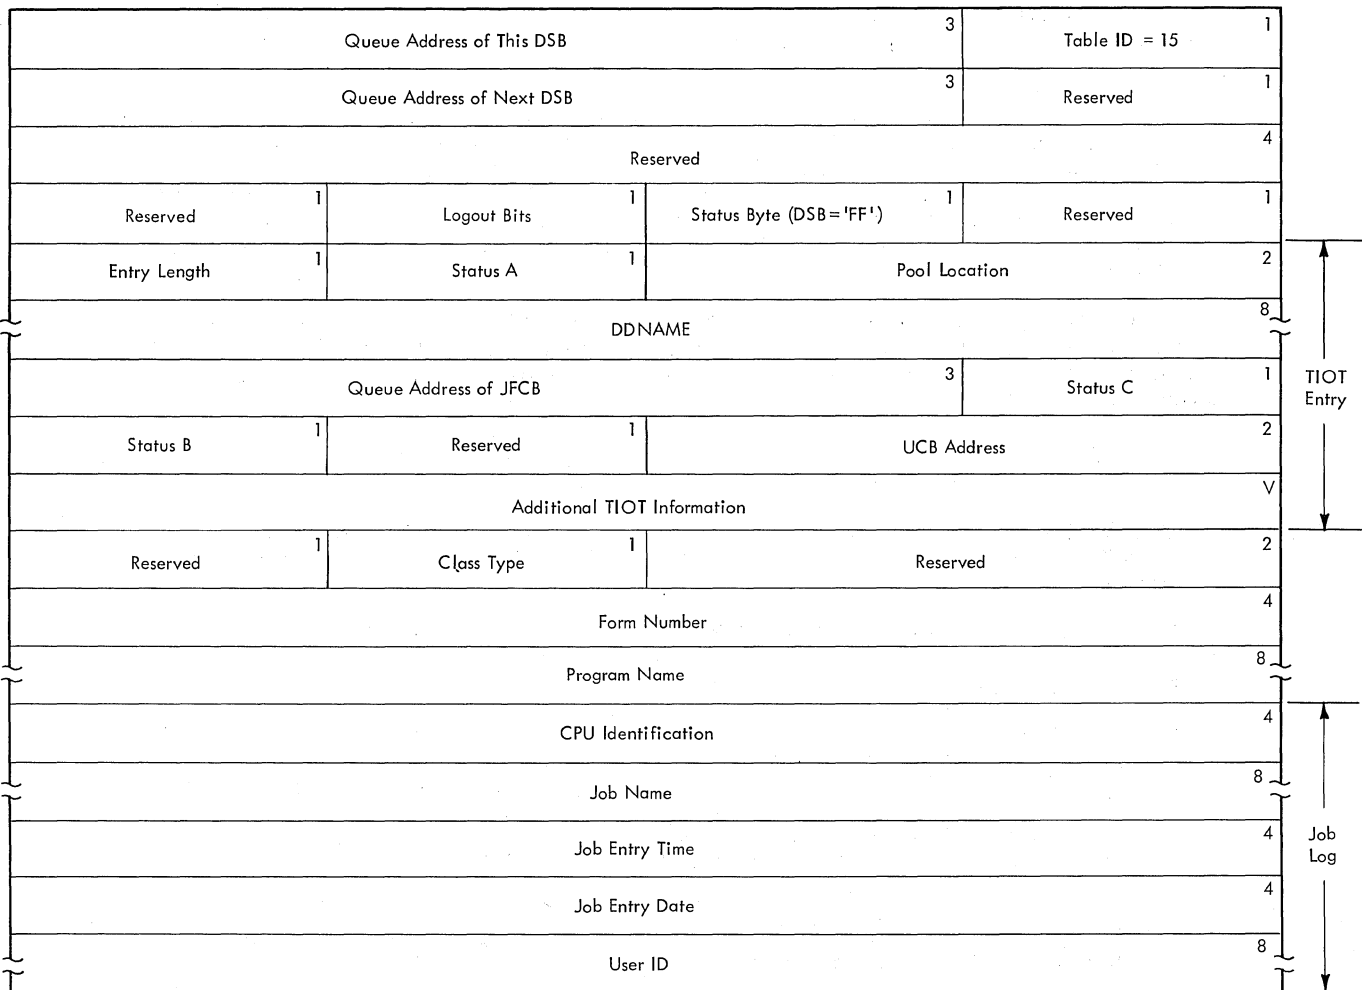 Queue Address of This DSB 3 Table ID = 15 1
Queue Address of Next DSB 3 Reserved 1
Reserved 4
Reserved 1 Logout Bits 1 Status Byte (DSB='FF') 1 Reserved 1
Entry Length 1 Status A 1 Pool Location 2
DDNAME 8
Queue Address of JFCB 3 Status C 1
TIOT
Entry
Status B 1 Reserved 1 UCB Address 2
Additional TIOT Information V
Reserved 1 Class Type 1 Reserved 2
Form Number 4
Program Name 8
CPU Identification 4
Job Name 8
Job Entry Time 4
Job
Log
Job Entry Date 4
User ID 8